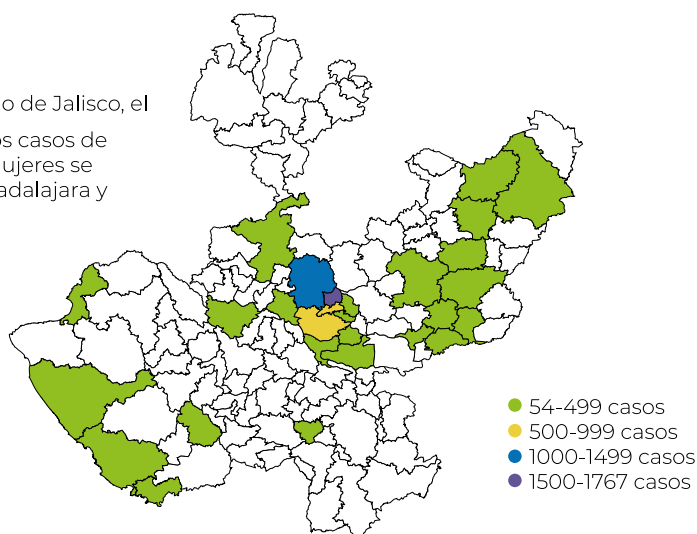 o de Jalisco, el
os casos de
ujeres se
adalajara y
54-499 casos
500-999 casos
1000-1499 casos
1500-1767 casos